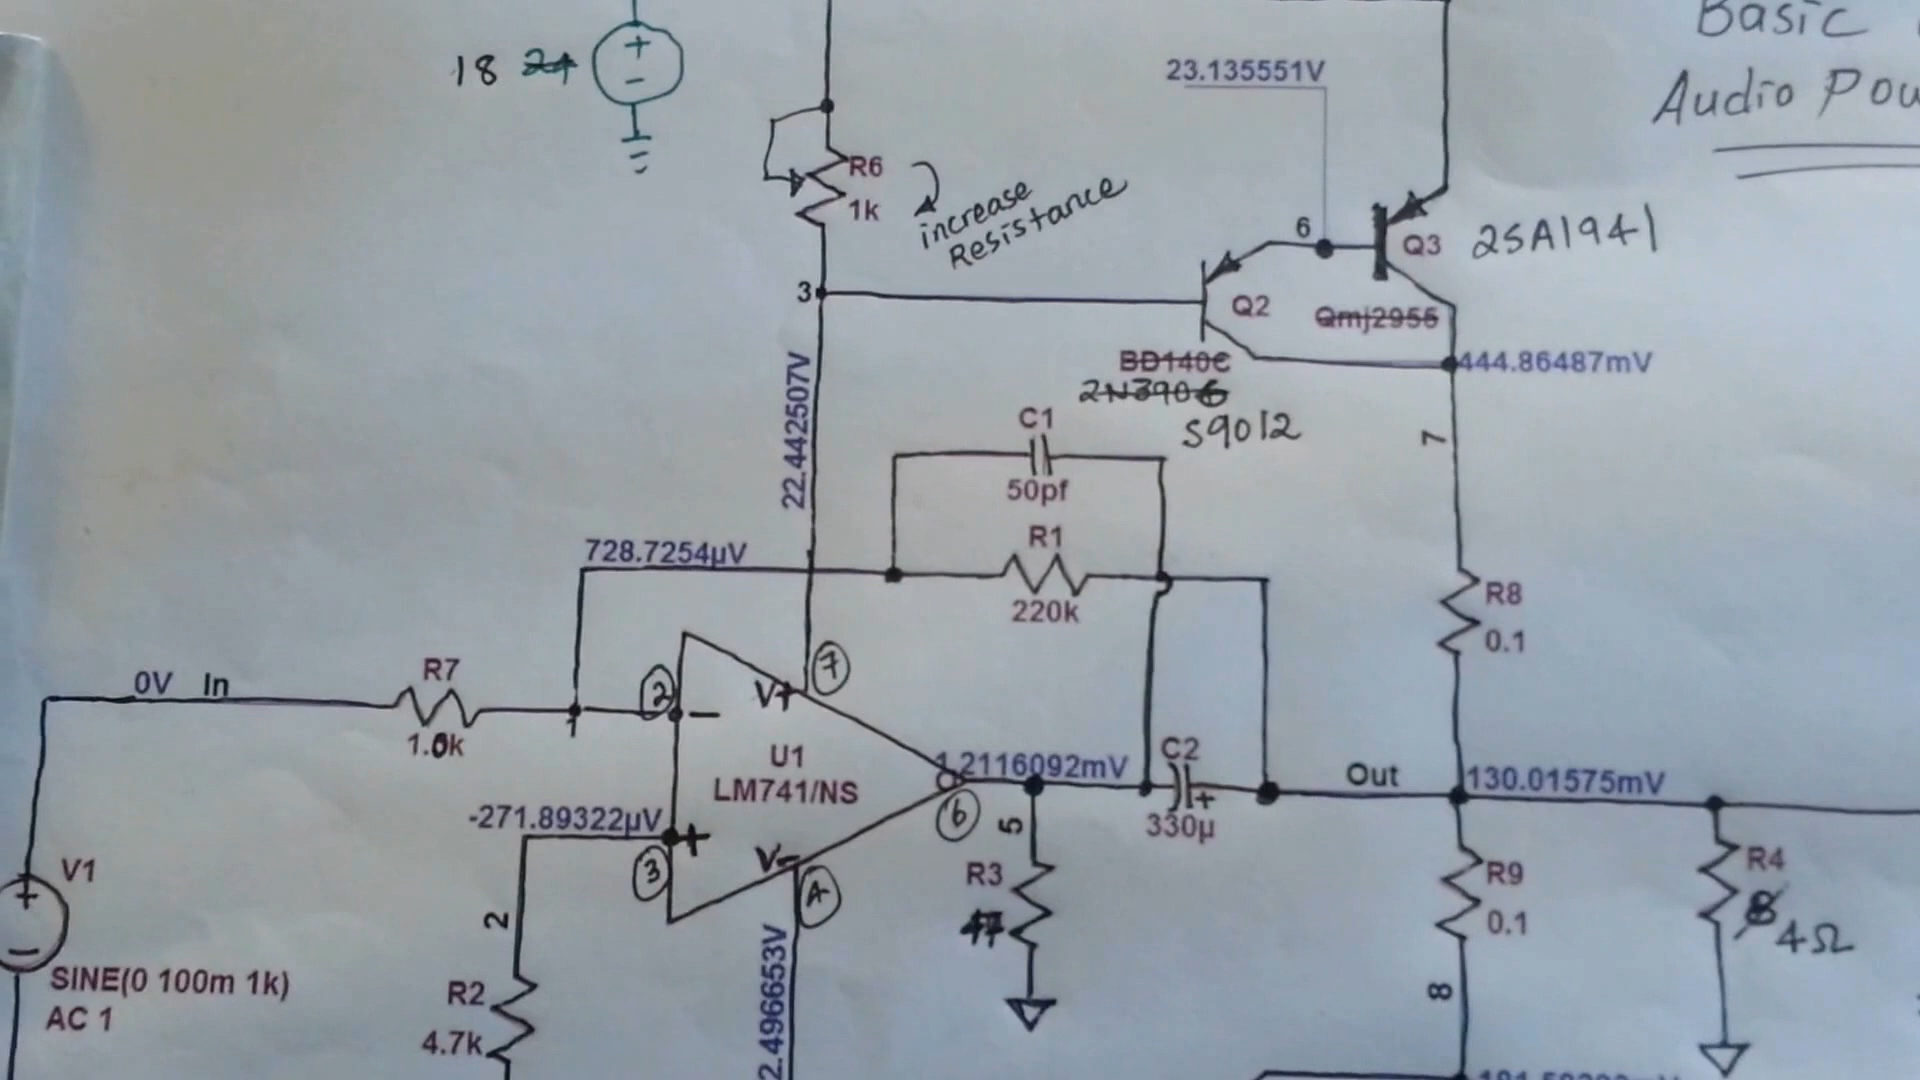 Basic
Audio Pow
18 24
23.135551V
R6
1k
increase
Resistance
6
Q3
2SA1941
3
Q2
Qmj2955
BD140C
2N3906
S9012
444.86487mV
22.442507V
C1
50pf
7
728.7254µV
R1
220k
R8
0.1
0V In
R7
1.0k
1
2
7
V+
U1
LM741/NS
1.2116092mV
6
C2
330µ
Out
130.01575mV
-271.89322µV
3
V-
4
5
R3
47
R9
0.1
R4
8 4Ω
V1
SINE(0 100m 1k)
AC 1
2
R2
4.7k
2.496653V
8